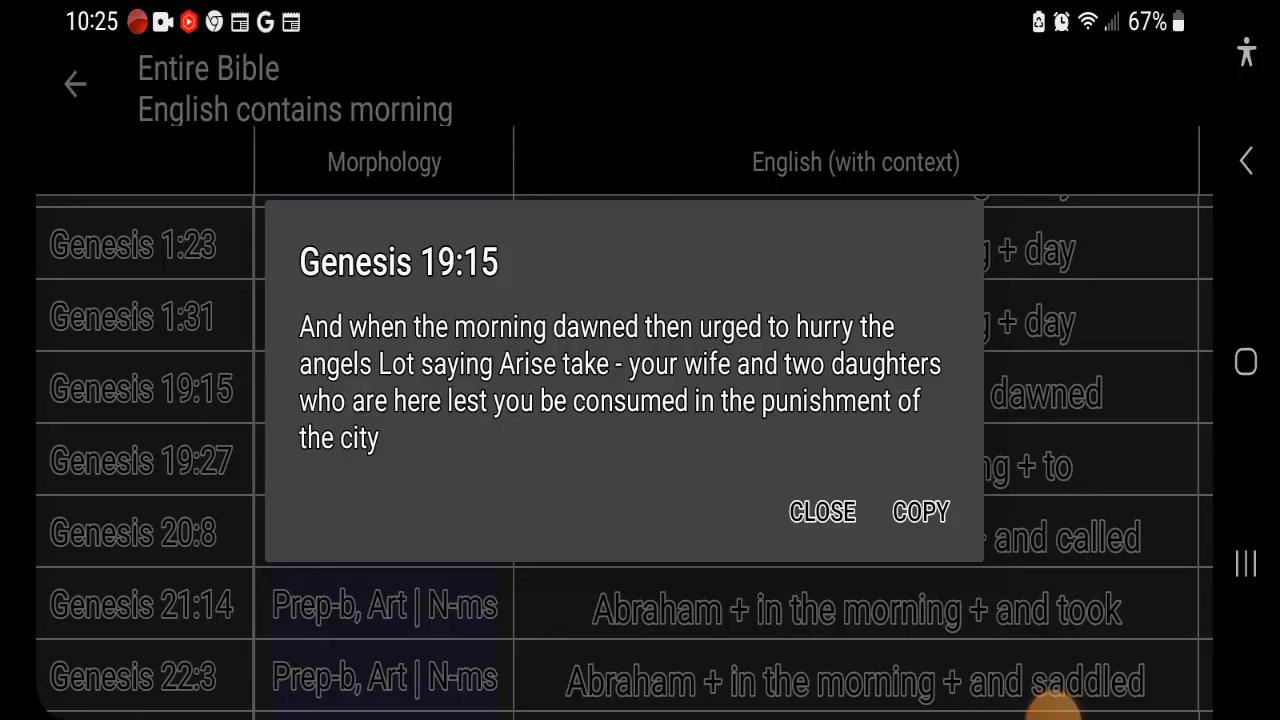 10:25
67%
Entire Bible
English contains morning
Morphology English (with context)
Genesis 1:23 + day
Genesis 1:31 + day
Genesis 19:15 dawned
Genesis 19:27 + to
Genesis 20:8 and called
Genesis 19:15
And when the morning dawned then urged to hurry the
angels Lot saying Arise take - your wife and two daughters
who are here lest you be consumed in the punishment of
the city
CLOSE COPY
Genesis 21:14 Prep-b, Art | N-ms Abraham + in the morning + and took
Genesis 22:3 Prep-b, Art | N-ms Abraham + in the morning + and saddled